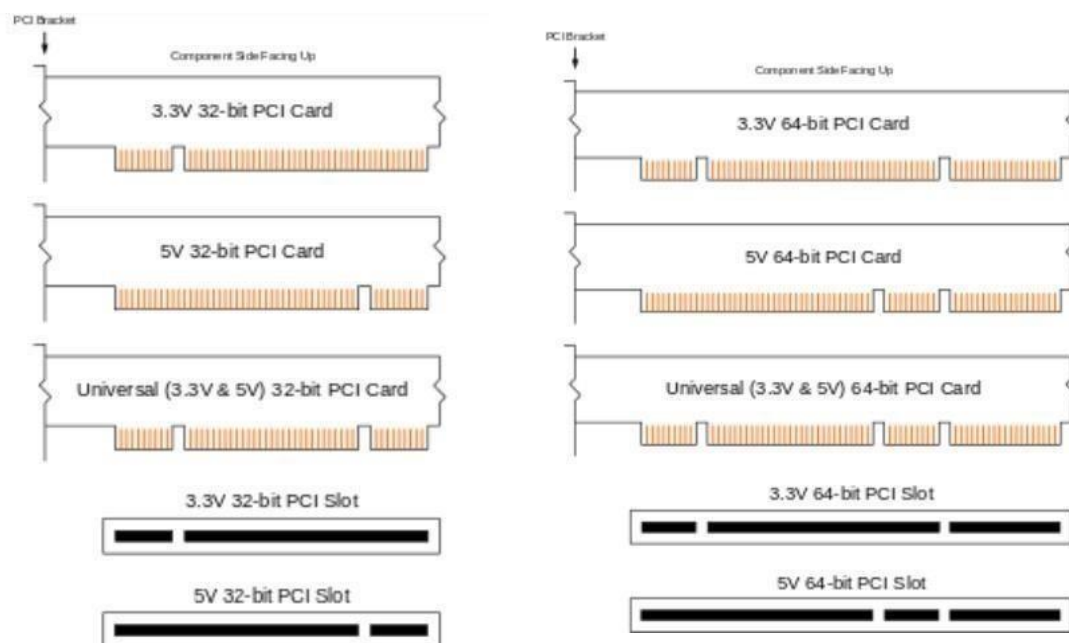 PCI Bracket
Component Side Facing Up
3.3V 32-bit PCI Card
5V 32-bit PCI Card
Universal (3.3V & 5V) 32-bit PCI Card
3.3V 32-bit PCI Slot
5V 32-bit PCI Slot
PCI Bracket
Component Side Facing Up
3.3V 64-bit PCI Card
5V 64-bit PCI Card
Universal (3.3V & 5V) 64-bit PCI Card
3.3V 64-bit PCI Slot
5V 64-bit PCI Slot